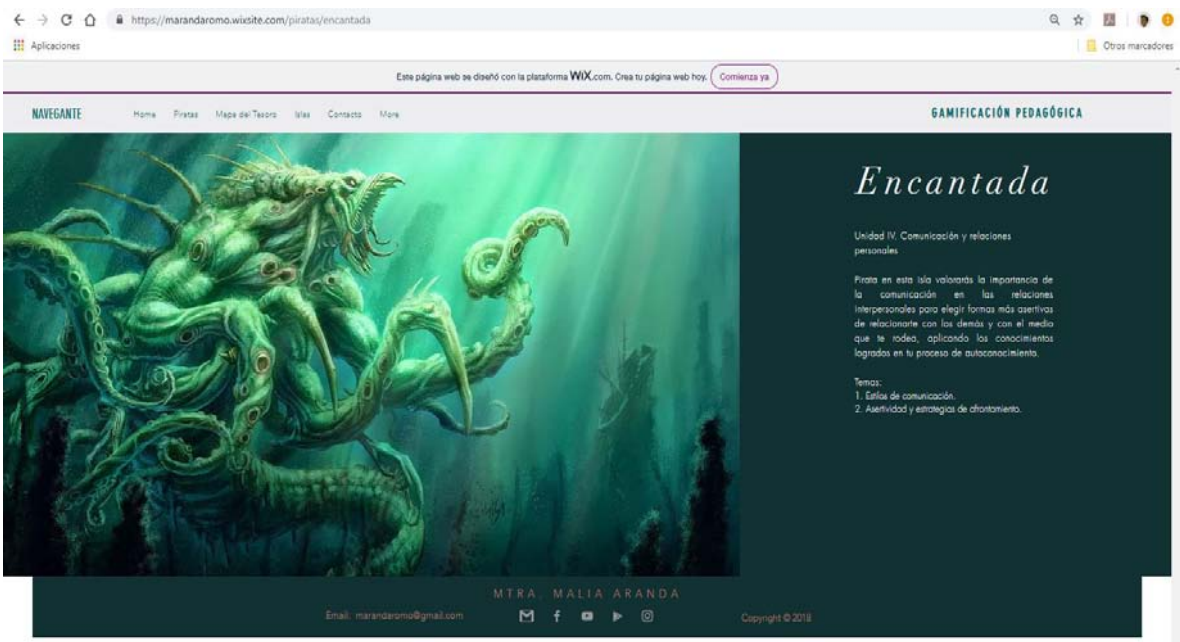 https://marandaromo.wixsite.com/piratas/encantada
Aplicaciones
Otros marcadores
Este página web se diseñó con la plataforma WiX.com. Crea tu página web hoy. Comienza ya
NAVEGANTE Home Piratas Mapa del Tesoro Islas Contacto More GAMIFICACIÓN PEDAGÓGICA
Encantada
Unidad IV. Comunicación y relaciones
personales
Pirata en esta isla valorarás la importancia de
la comunicación en las relaciones
interpersonales para elegir formas más asertivas
de relacionarte con los demás y con el medio
que te rodea, aplicando los conocimientos
logrados en tu proceso de autoconocimiento.
Temas:
1. Estilos de comunicación.
2. Asertividad y estrategias de afrontamiento.
MTRA. MALIA ARANDA
Email: marandaromo@gmail.com
Copyright © 2018